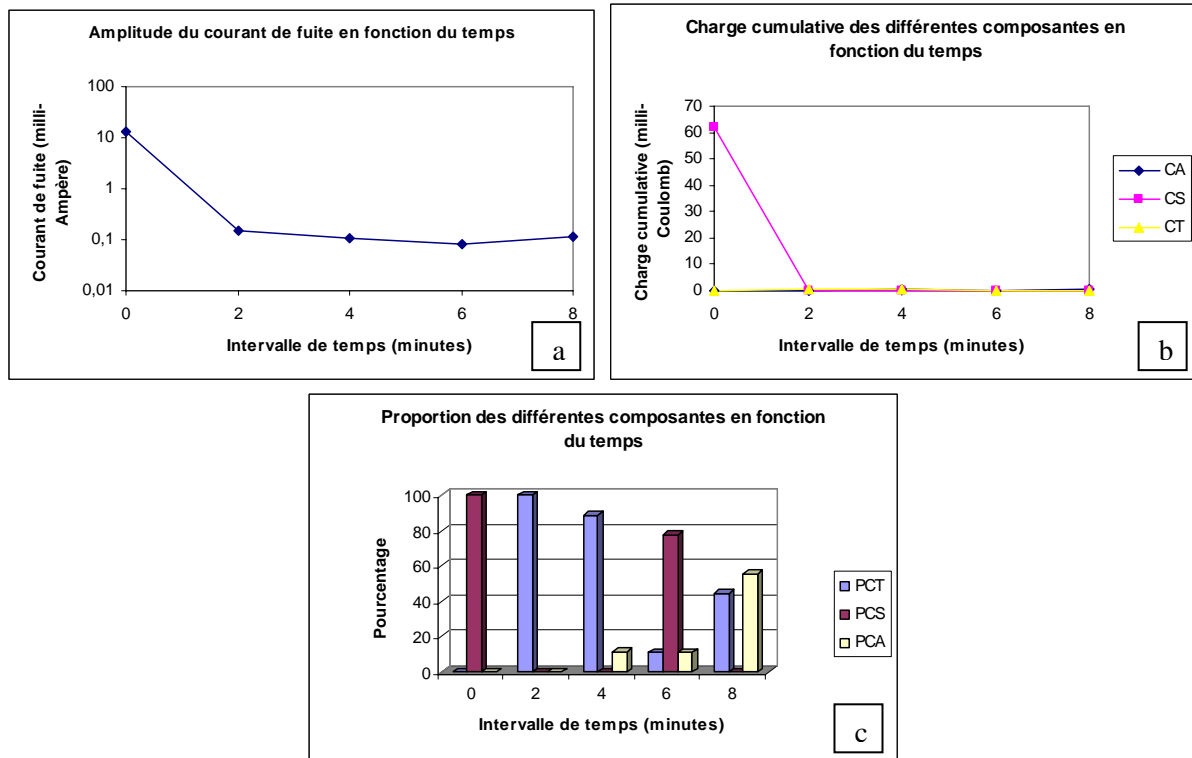 Amplitude du courant de fuite en fonction du temps
Courant de fuite (milli-
Ampère)
100
10
1
0,1
0,01
0
2
4
6
8
Intervalle de temps (minutes)
a
Charge cumulative des différentes composantes en
fonction du temps
Charge cumulative (milli-
Coulomb)
70
60
50
40
30
20
10
0
0
2
4
6
8
Intervalle de temps (minutes)
CA
CS
CT
b
Proportion des différentes composantes en fonction
du temps
Pourcentage
100
80
60
40
20
0
0
2
4
6
8
Intervalle de temps (minutes)
PCT
PCS
PCA
c